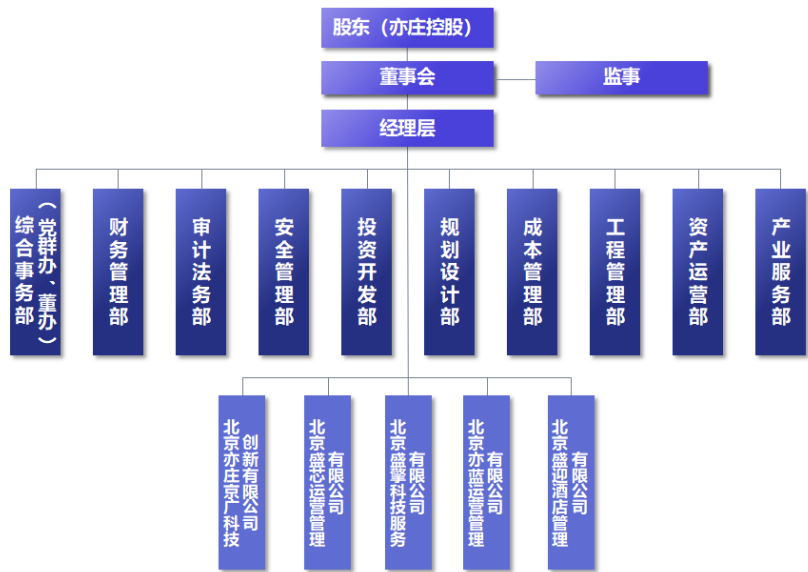 股东（亦庄控股）
董事会
监事
经理层
综合事务部
（党群办、董办）
财务管理部
审计法务部
安全管理部
投资开发部
规划设计部
成本管理部
工程管理部
资产运营部
产业服务部
北京亦庄京广科技
创新有限公司
北京盛芯运营管理
有限公司
北京盛擎科技服务
有限公司
北京亦蓝运营管理
有限公司
北京盛迎酒店管理
有限公司